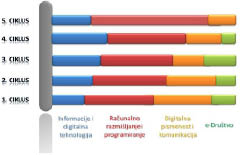 5. CIKLUS
4. CIKLUS
3. CIKLUS
2. CIKLUS
1. CIKLUS
Informacije i
digitalna
tehnologija
Računalno
razmišljanje i
programiranje
Digitalna
pismenost i
komunikacija
e-Društvo